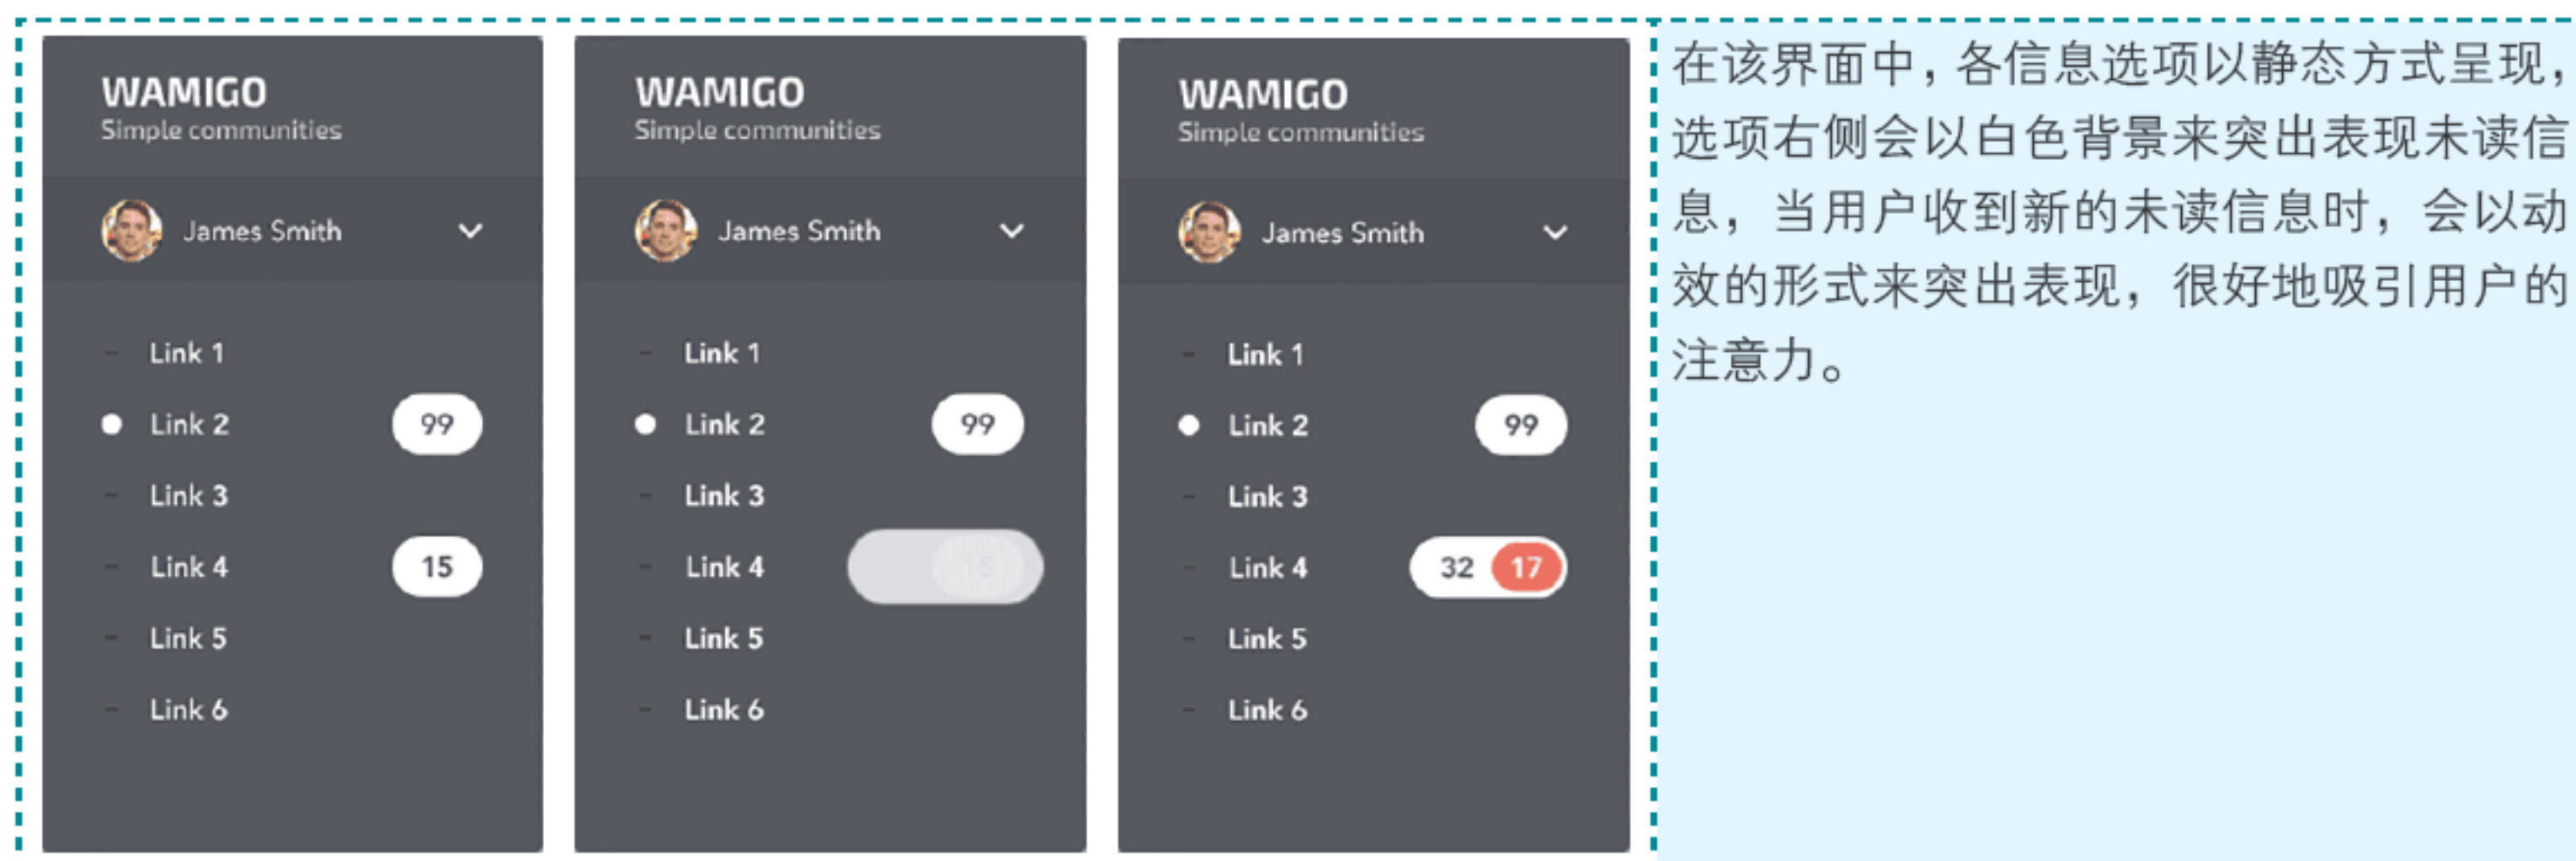 WAMIGO
Simple communities
James Smith
Link 1
Link 2 99
Link 3
Link 4 15
Link 5
Link 6
WAMIGO
Simple communities
James Smith
Link 1
Link 2 99
Link 3
Link 4 15
Link 5
Link 6
WAMIGO
Simple communities
James Smith
Link 1
Link 2 99
Link 3
Link 4 32 17
Link 5
Link 6
在该界面中，各信息选项以静态方式呈现，
选项右侧会以白色背景来突出表现未读信
息，当用户收到新的未读信息时，会以动
效的形式来突出表现，很好地吸引用户的
注意力。